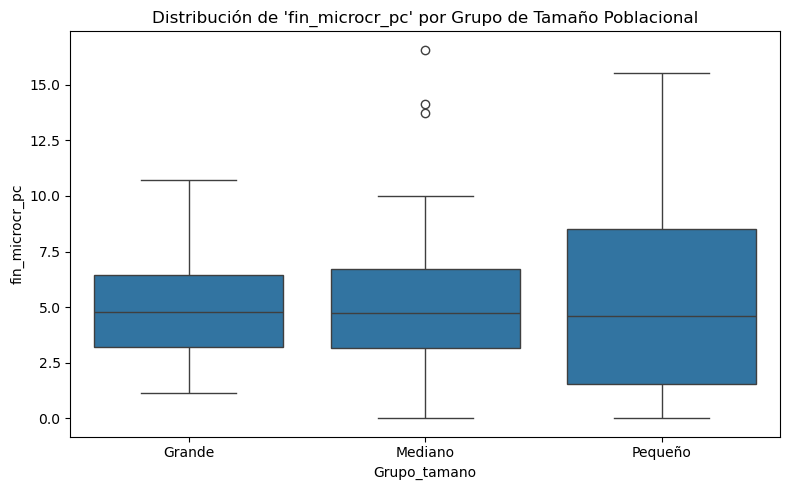 Distribución de 'fin_microcr_pc' por Grupo de Tamaño Poblacional
fin_microcr_pc
15.0
12.5
10.0
7.5
5.0
2.5
0.0
Grande
Mediano
Pequeño
Grupo_tamano